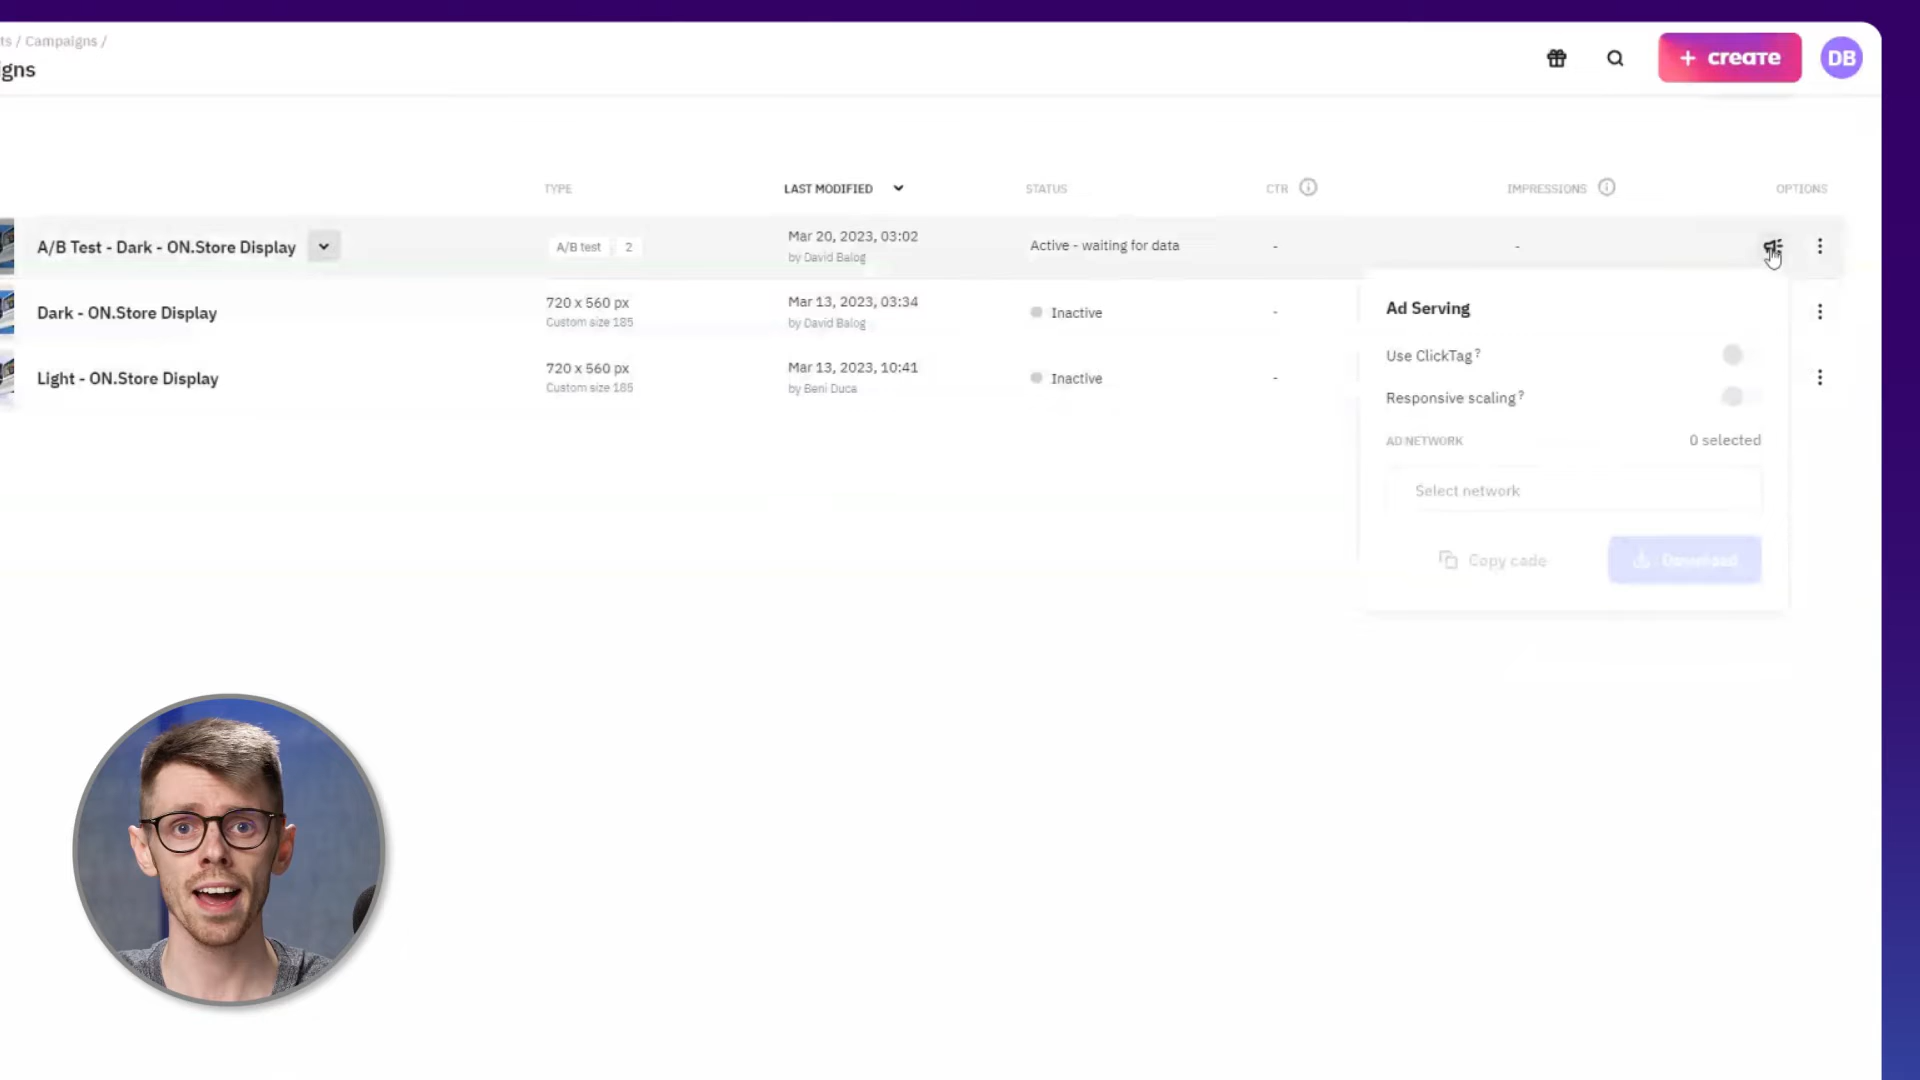 ts / Campaigns /
igns
+ create
DB
TYPE
LAST MODIFIED
STATUS
CTR
IMPRESSIONS
OPTIONS
A/B Test - Dark - ON.Store Display
A/B test
2
Mar 20, 2023, 03:02
by David Balog
Active - waiting for data
-
-
Dark - ON.Store Display
720 x 560 px
Custom size 185
Mar 13, 2023, 03:34
by David Balog
Inactive
-
Light - ON.Store Display
720 x 560 px
Custom size 185
Mar 13, 2023, 10:41
by Beni Duca
Inactive
-
Ad Serving
Use ClickTag?
Responsive scaling?
AD NETWORK
0 selected
Select network
Copy code
Download